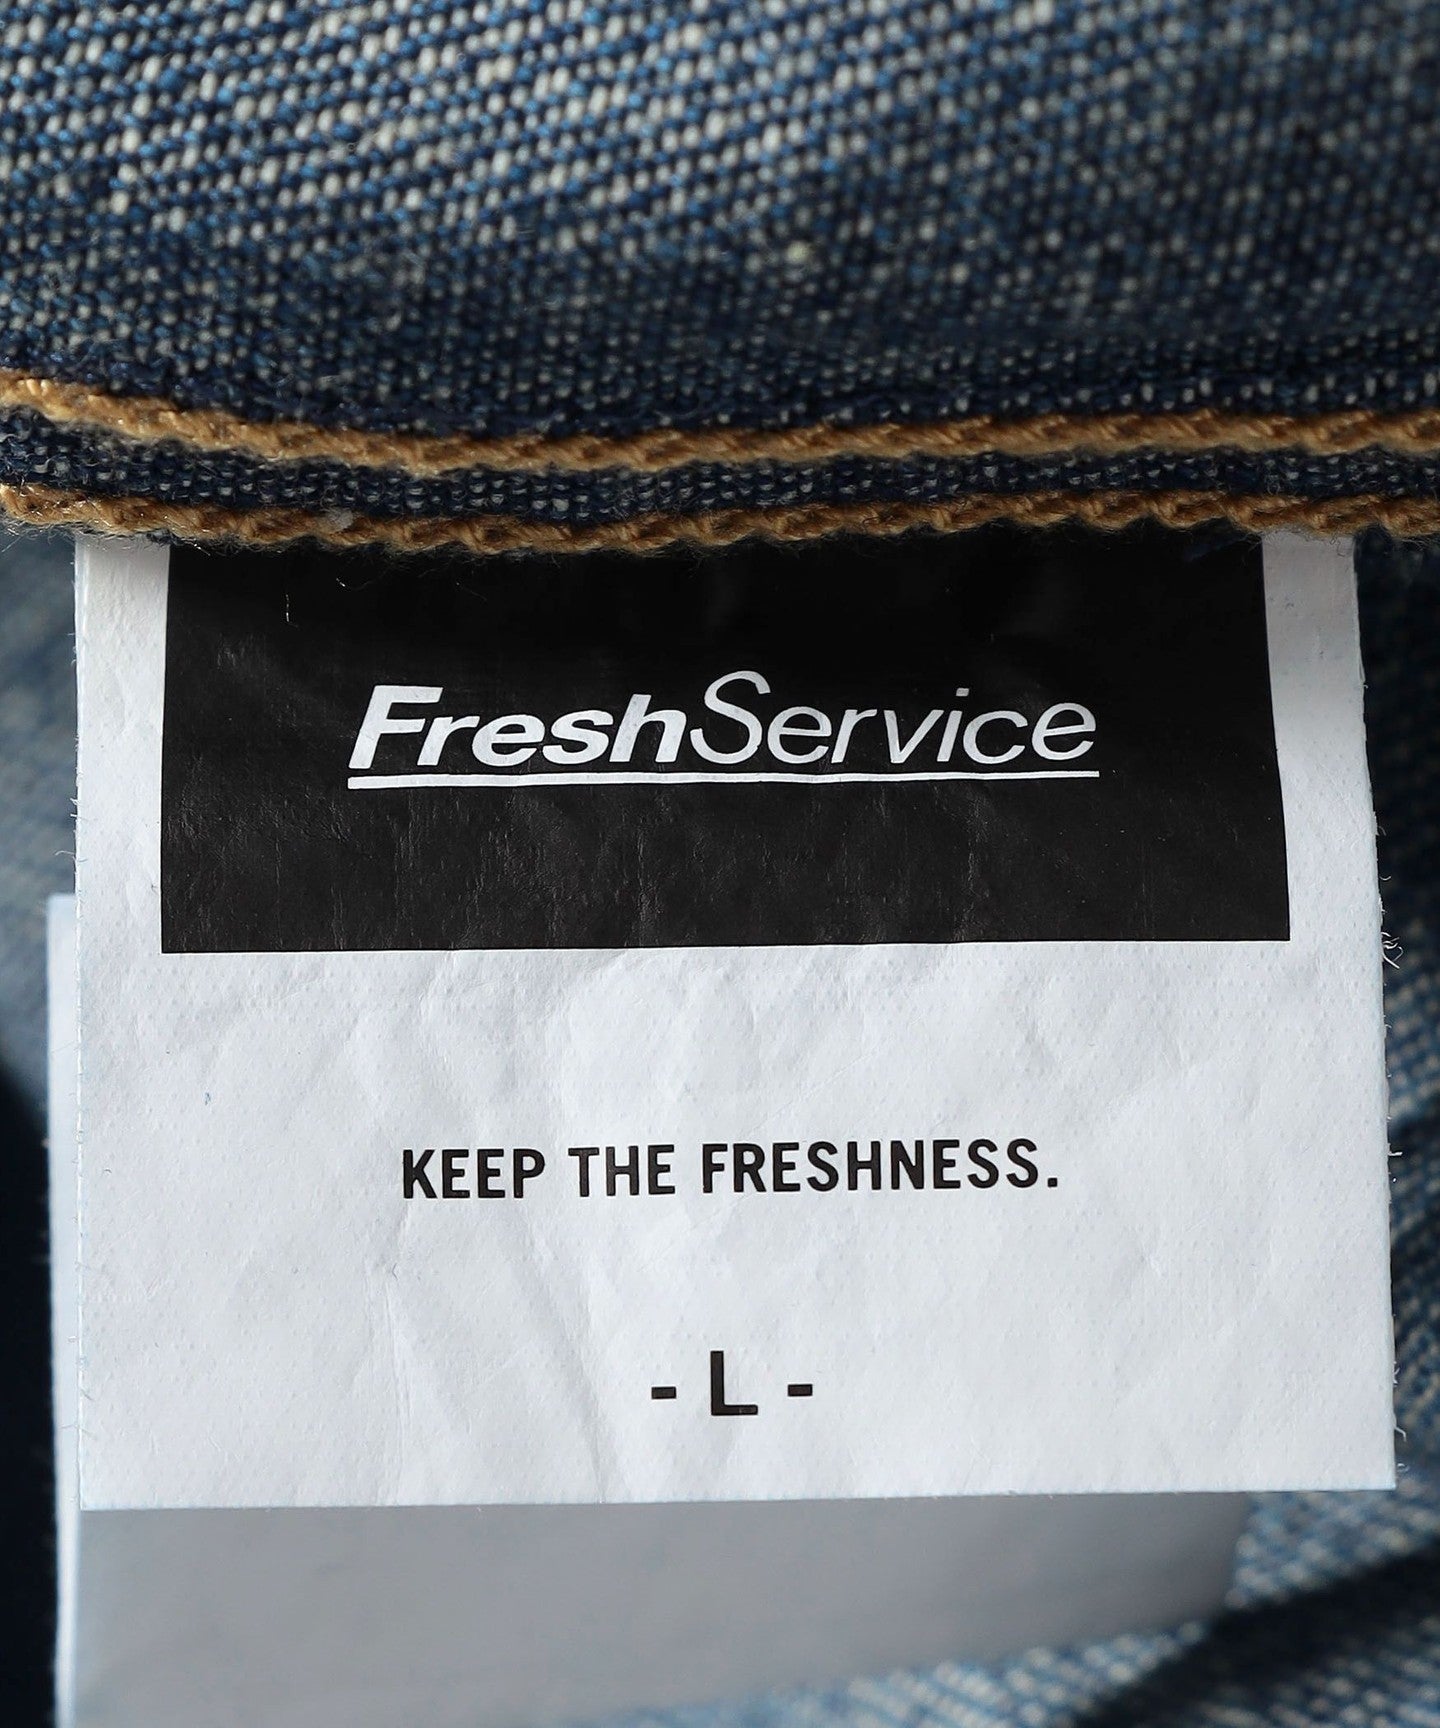 FreshService
KEEP THE FRESHNESS.
- L -